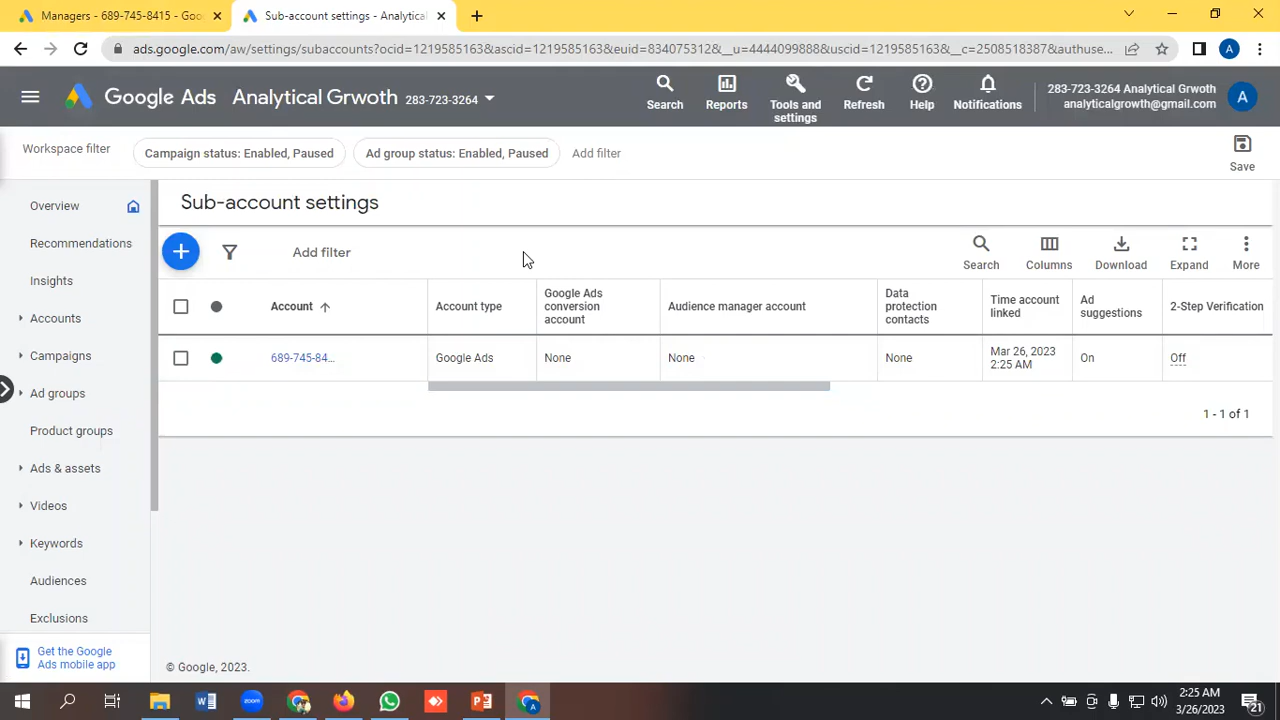 Managers - 689-745-8415 - Goo
Sub-account settings - Analytical
ads.google.com/aw/settings/subaccounts?ocid=1219585163&ascid=1219585163&euid=834075312&__u=4444099888&uscid=1219585163&__c=2508518387&authuse...
A
Google Ads
Analytical Grwoth 283-723-3264
Search
Reports
Tools and
settings
Refresh
Help
Notifications
283-723-3264 Analytical Grwoth
analyticalgrowth@gmail.com
A
Workspace filter
Campaign status: Enabled, Paused
Ad group status: Enabled, Paused
Add filter
Save
Overview
Recommendations
Insights
Accounts
Campaigns
Ad groups
Product groups
Ads & assets
Videos
Keywords
Audiences
Exclusions
Get the Google
Ads mobile app
Sub-account settings
Add filter
Search
Columns
Download
Expand
More
Account
Account type
Google Ads
conversion
account
Audience manager account
Data
protection
contacts
Time account
linked
Ad
suggestions
2-Step Verification
689-745-84...
Google Ads
None
None
None
Mar 26, 2023
2:25 AM
On
Off
1 - 1 of 1
© Google, 2023.
zoom
2:25 AM
3/26/2023
21